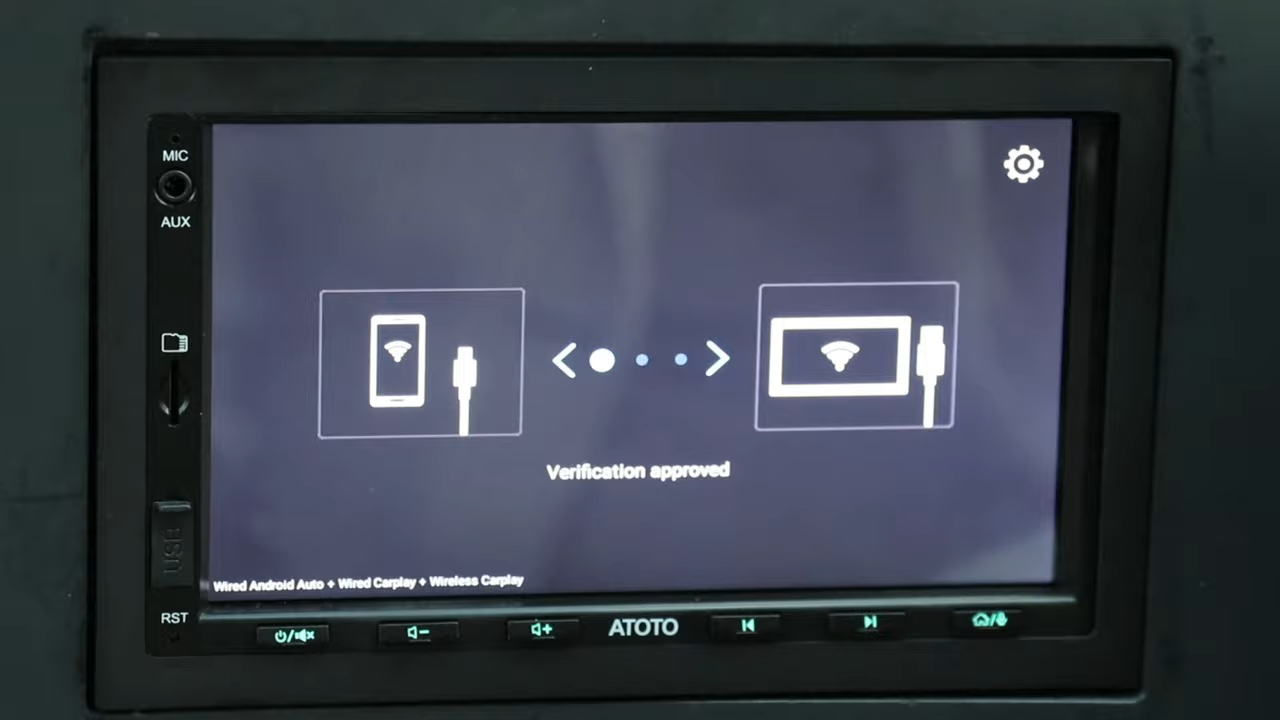 MIC
AUX
Verification approved
USB
Wired Android Auto + Wired Carplay + Wireless Carplay
RST
ATOTO